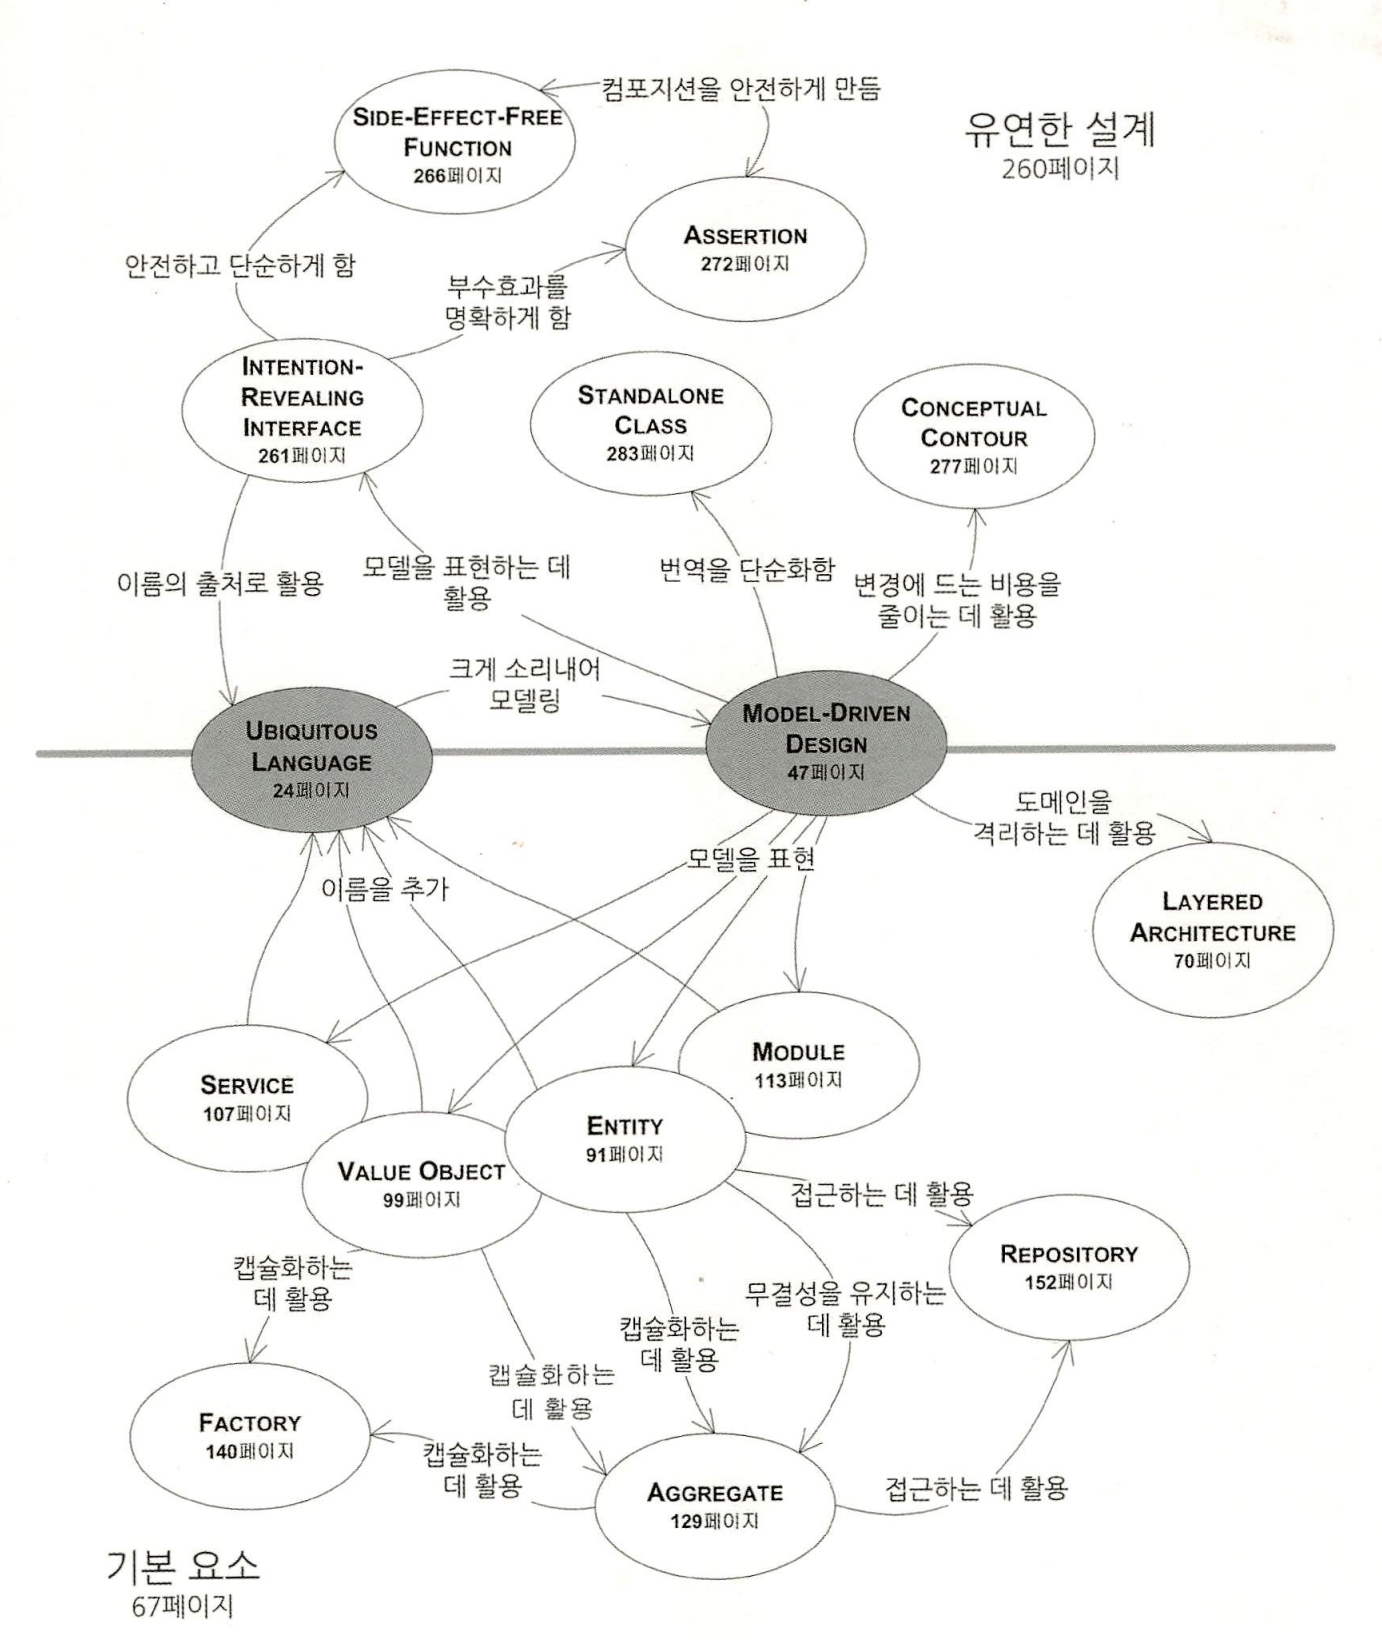 컴포지션을 안전하게 만듦
SIDE-EFFECT-FREE
FUNCTION
266페이지
유연한 설계
260페이지
ASSERTION
272페이지
안전하고 단순하게 함
부수효과를
명확하게 함
INTENTION-
REVEALING
INTERFACE
261페이지
STANDALONE
CLASS
283페이지
CONCEPTUAL
CONTOUR
277페이지
이름의 출처로 활용
모델을 표현하는 데
활용
번역을 단순화함
변경에 드는 비용을
줄이는 데 활용
크게 소리내어
모델링
UBIQUITOUS
LANGUAGE
24페이지
MODEL-DRIVEN
DESIGN
47페이지
도메인을
격리하는 데 활용
모델을 표현
이름을 추가
LAYERED
ARCHITECTURE
70페이지
SERVICE
107페이지
VALUE OBJECT
99페이지
ENTITY
91페이지
MODULE
113페이지
접근하는 데 활용
REPOSITORY
152페이지
캡슐화하는
데 활용
무결성을 유지하는
데 활용
캡슐화하는
데 활용
캡슐화하는
데 활용
FACTORY
140페이지
캡슐화하는
데 활용
AGGREGATE
129페이지
접근하는 데 활용
기본 요소
67페이지